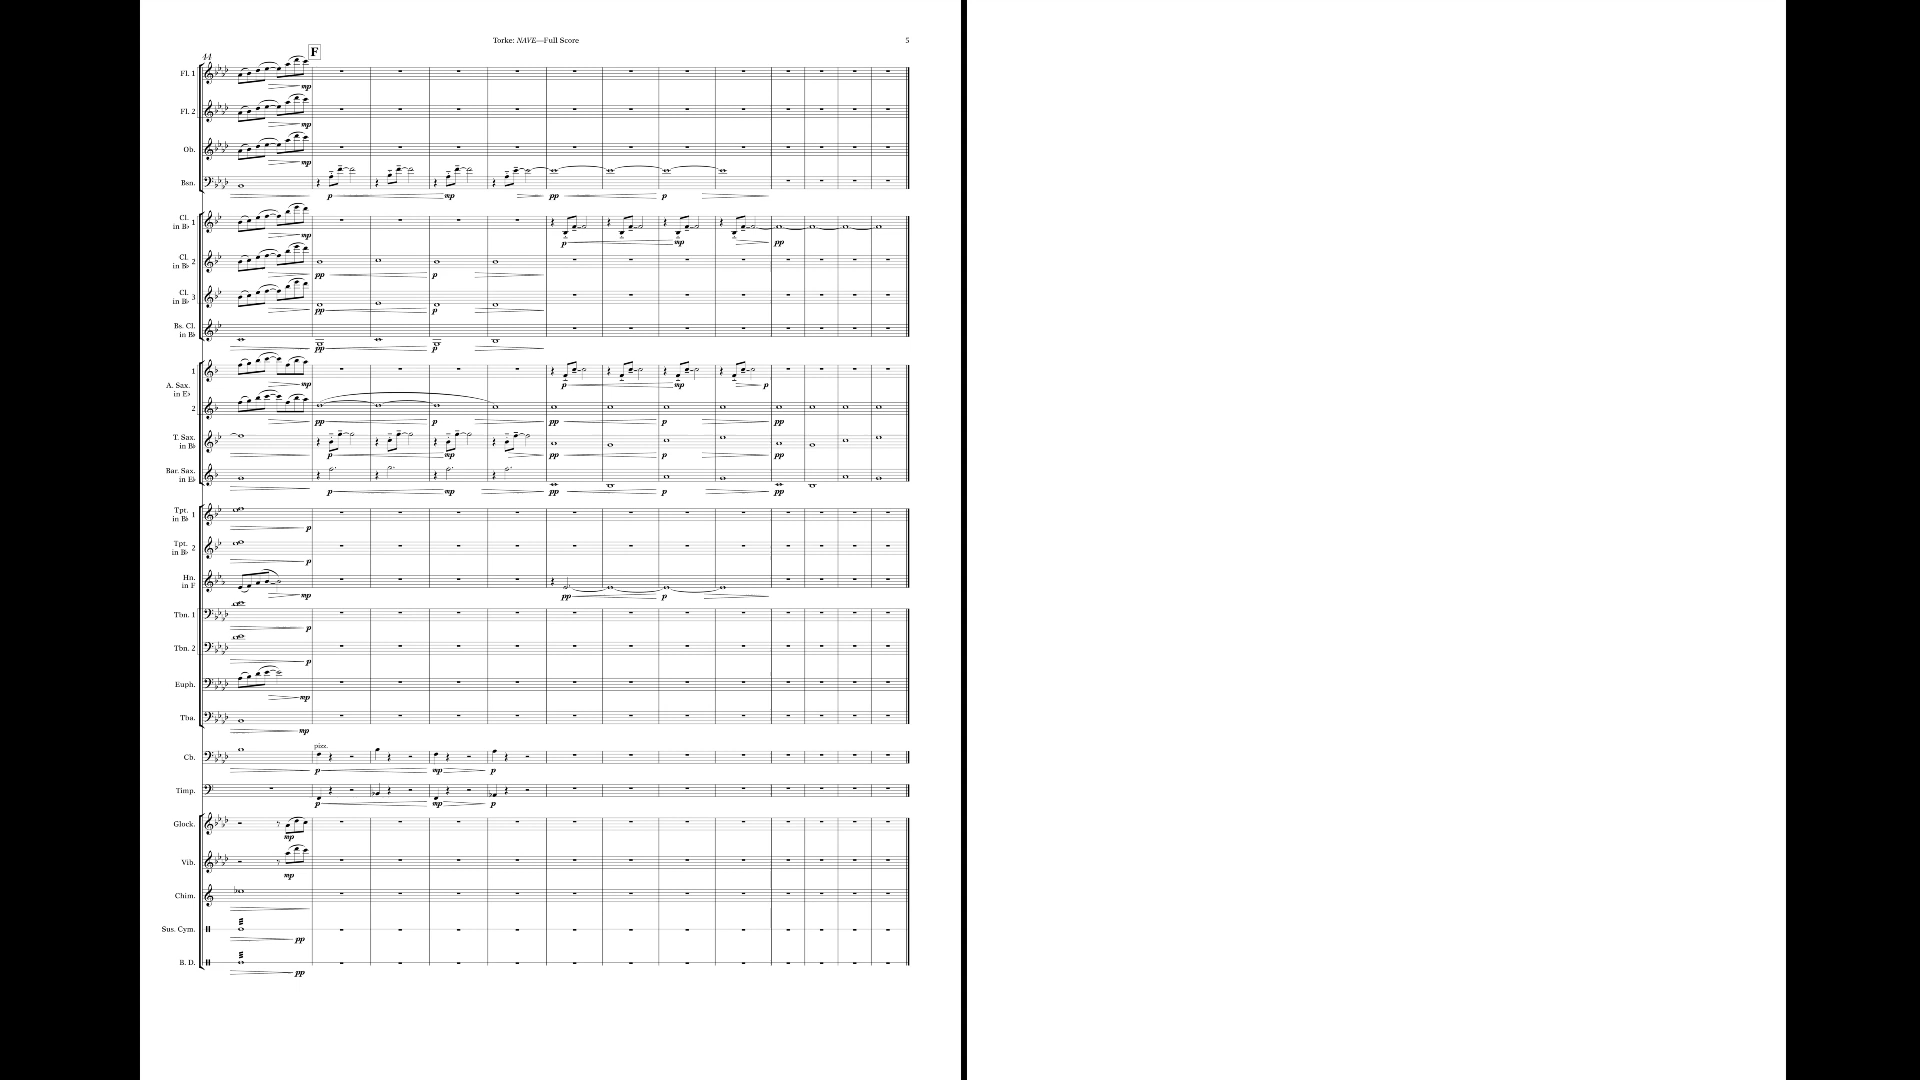 Torke: NAVE—Full Score
5
44
F
Fl. 1
mp
Fl. 2
mp
Ob.
mp
Bsn.
p mp pp p
Cl. in B♭ 1
mp p mp pp
Cl. in B♭ 2
pp p
Cl. in B♭ 3
pp p
Bs. Cl. in B♭
pp p
A. Sax. in E♭
1
mp p mp p
2
pp p pp p pp
T. Sax. in B♭
p mp pp p pp
Bar. Sax. in E♭
p mp pp p pp
Tpt. in B♭ 1
p
Tpt. in B♭ 2
p
Hn. in F
mp pp p
Tbn. 1
p
Tbn. 2
p
Euph.
mp
Tba.
mp
pizz.
Cb.
p mp p
Timp.
p mp p
Glock.
mp
Vib.
mp
Chim.
Sus. Cym.
pp
B. D.
pp